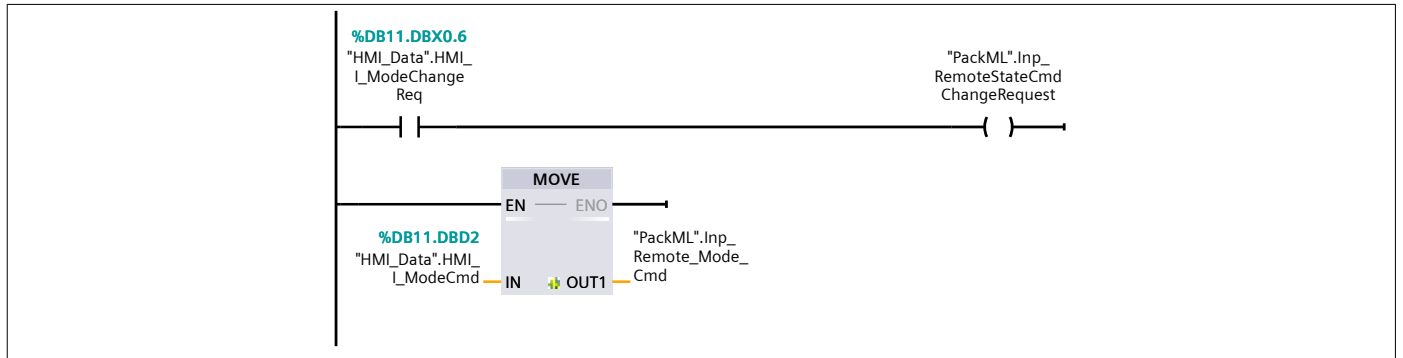 %DB11.DBX0.6
"HMI_Data".HMI_
I_ModeChange
Req
"PackML".Inp_
RemoteStateCmd
ChangeRequest
MOVE
EN
ENO
%DB11.DBD2
"HMI_Data".HMI_
I_ModeCmd
IN
OUT1
"PackML".Inp_
Remote_Mode_
Cmd